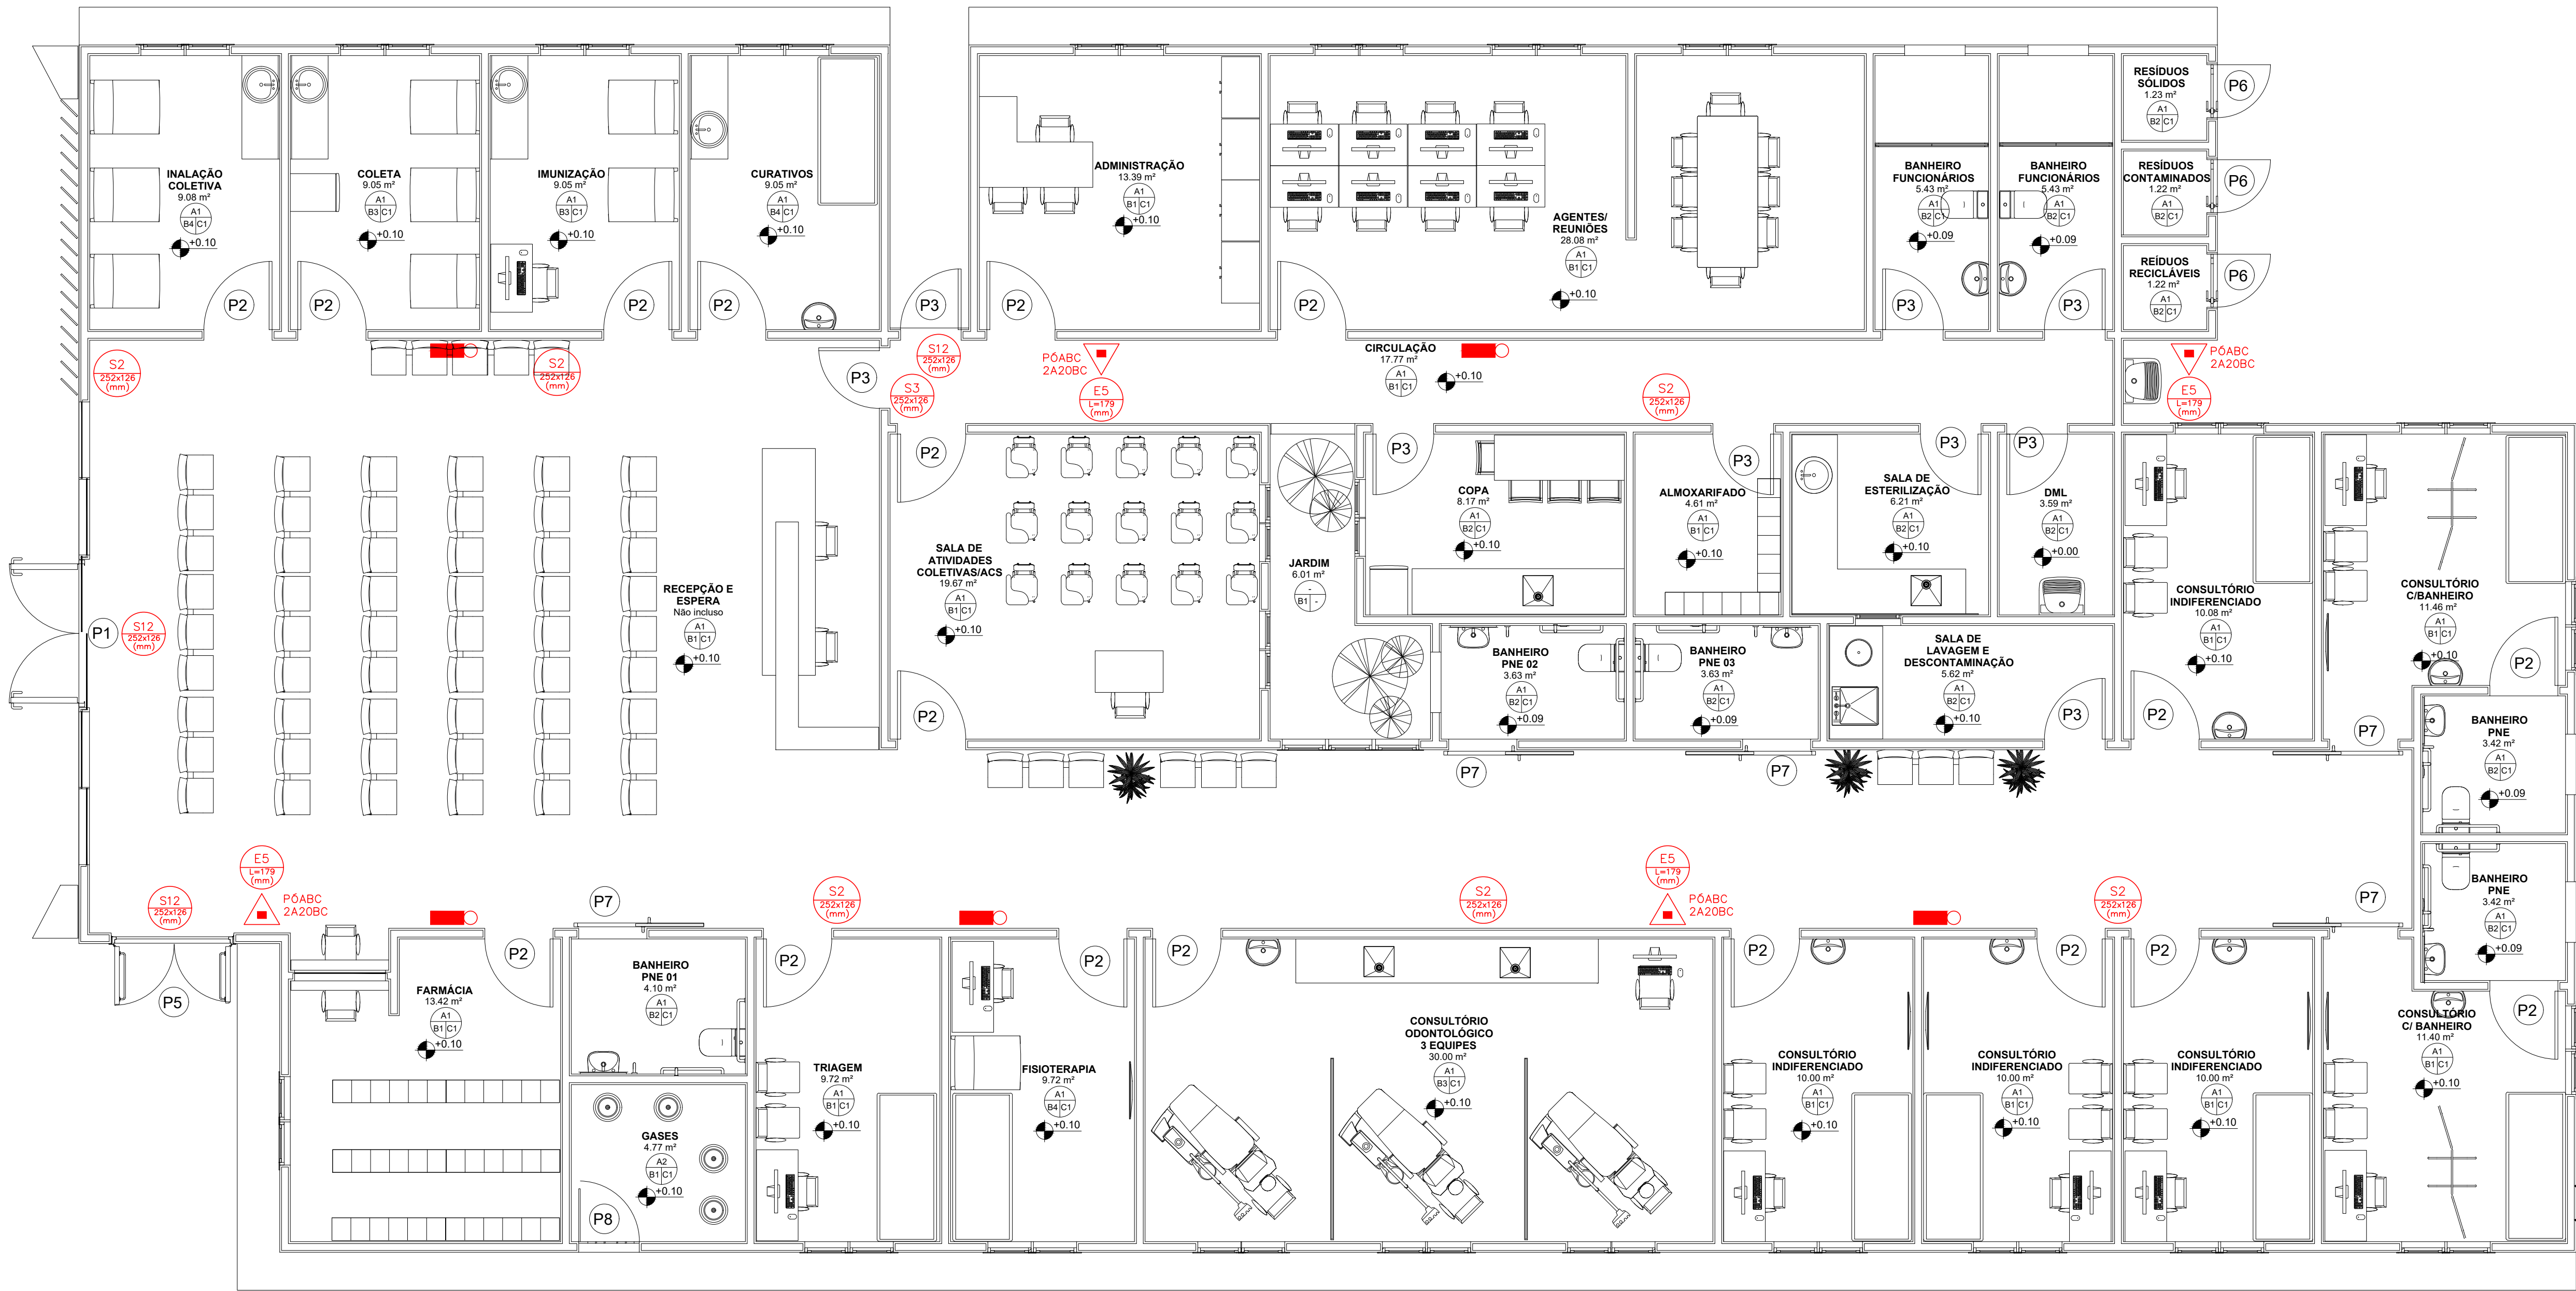 RESÍDUOS
SÓLIDOS
1.23 m²
A1
B2 C1
P6
INALAÇÃO
COLETIVA
9.08 m²
A1
B4 C1
+0.10
P2
COLETA
9.05 m²
A1
B3 C1
+0.10
P2
IMUNIZAÇÃO
9.05 m²
A1
B3 C1
+0.10
P2
CURATIVOS
9.05 m²
A1
B4 C1
+0.10
P2
P3
ADMINISTRAÇÃO
13.39 m²
A1
B1 C1
+0.10
P2
AGENTES/
REUNIÕES
28.08 m²
A1
B1 C1
+0.10
P2
BANHEIRO
FUNCIONÁRIOS
5.43 m²
A1
B2 C1
+0.09
P3
BANHEIRO
FUNCIONÁRIOS
5.43 m²
A1
B2 C1
+0.09
P3
RESÍDUOS
CONTAMINADOS
1.22 m²
A1
B2 C1
P6
REÍDUOS
RECICLÁVEIS
1.22 m²
A1
B2 C1
P6
S2
252x126
(mm)
S2
252x126
(mm)
P3
S12
252x126
(mm)
S3
252x126
(mm)
PÓABC
2A20BC
E5
L=179
(mm)
CIRCULAÇÃO
17.77 m²
A1
B1 C1
+0.10
S2
252x126
(mm)
PÓABC
2A20BC
E5
L=179
(mm)
P1
S12
252x126
(mm)
RECEPÇÃO E
ESPERA
Não incluso
A1
B1 C1
+0.10
P2
SALA DE
ATIVIDADES
COLETIVAS/ACS
19.67 m²
A1
B1 C1
+0.10
P2
JARDIM
6.01 m²
-
B1 -
P3
COPA
8.17 m²
A1
B2 C1
+0.10
P3
ALMOXARIFADO
4.61 m²
A1
B1 C1
+0.10
P3
SALA DE
ESTERILIZAÇÃO
6.21 m²
A1
B2 C1
+0.10
P3
DML
3.59 m²
A1
B2 C1
+0.00
CONSULTÓRIO
INDIFERENCIADO
10.08 m²
A1
B1 C1
+0.10
P2
CONSULTÓRIO
C/BANHEIRO
11.46 m²
A1
B1 C1
+0.10
P2
P7
BANHEIRO
PNE 02
3.63 m²
A1
B2 C1
+0.09
P7
BANHEIRO
PNE 03
3.63 m²
A1
B2 C1
+0.09
P7
SALA DE
LAVAGEM E
DESCONTAMINAÇÃO
5.62 m²
A1
B2 C1
+0.10
P3
BANHEIRO
PNE
3.42 m²
A1
B2 C1
+0.09
BANHEIRO
PNE
3.42 m²
A1
B2 C1
+0.09
P7
S12
252x126
(mm)
E5
L=179
(mm)
PÓABC
2A20BC
P7
S2
252x126
(mm)
S2
252x126
(mm)
E5
L=179
(mm)
PÓABC
2A20BC
S2
252x126
(mm)
P5
FARMÁCIA
13.42 m²
A1
B1 C1
+0.10
P2
BANHEIRO
PNE 01
4.10 m²
A1
B2 C1
GASES
4.77 m²
A2
B1 C1
+0.10
P8
P2
TRIAGEM
9.72 m²
A1
B1 C1
+0.10
P2
FISIOTERAPIA
9.72 m²
A1
B4 C1
+0.10
P2
CONSULTÓRIO
ODONTOLÓGICO
3 EQUIPES
30.00 m²
A1
B3 C1
+0.10
P2
CONSULTÓRIO
INDIFERENCIADO
10.00 m²
A1
B1 C1
+0.10
P2
CONSULTÓRIO
INDIFERENCIADO
10.00 m²
A1
B1 C1
+0.10
P2
CONSULTÓRIO
INDIFERENCIADO
10.00 m²
A1
B1 C1
+0.10
CONSULTÓRIO
C/ BANHEIRO
11.40 m²
A1
B1 C1
+0.10
P2